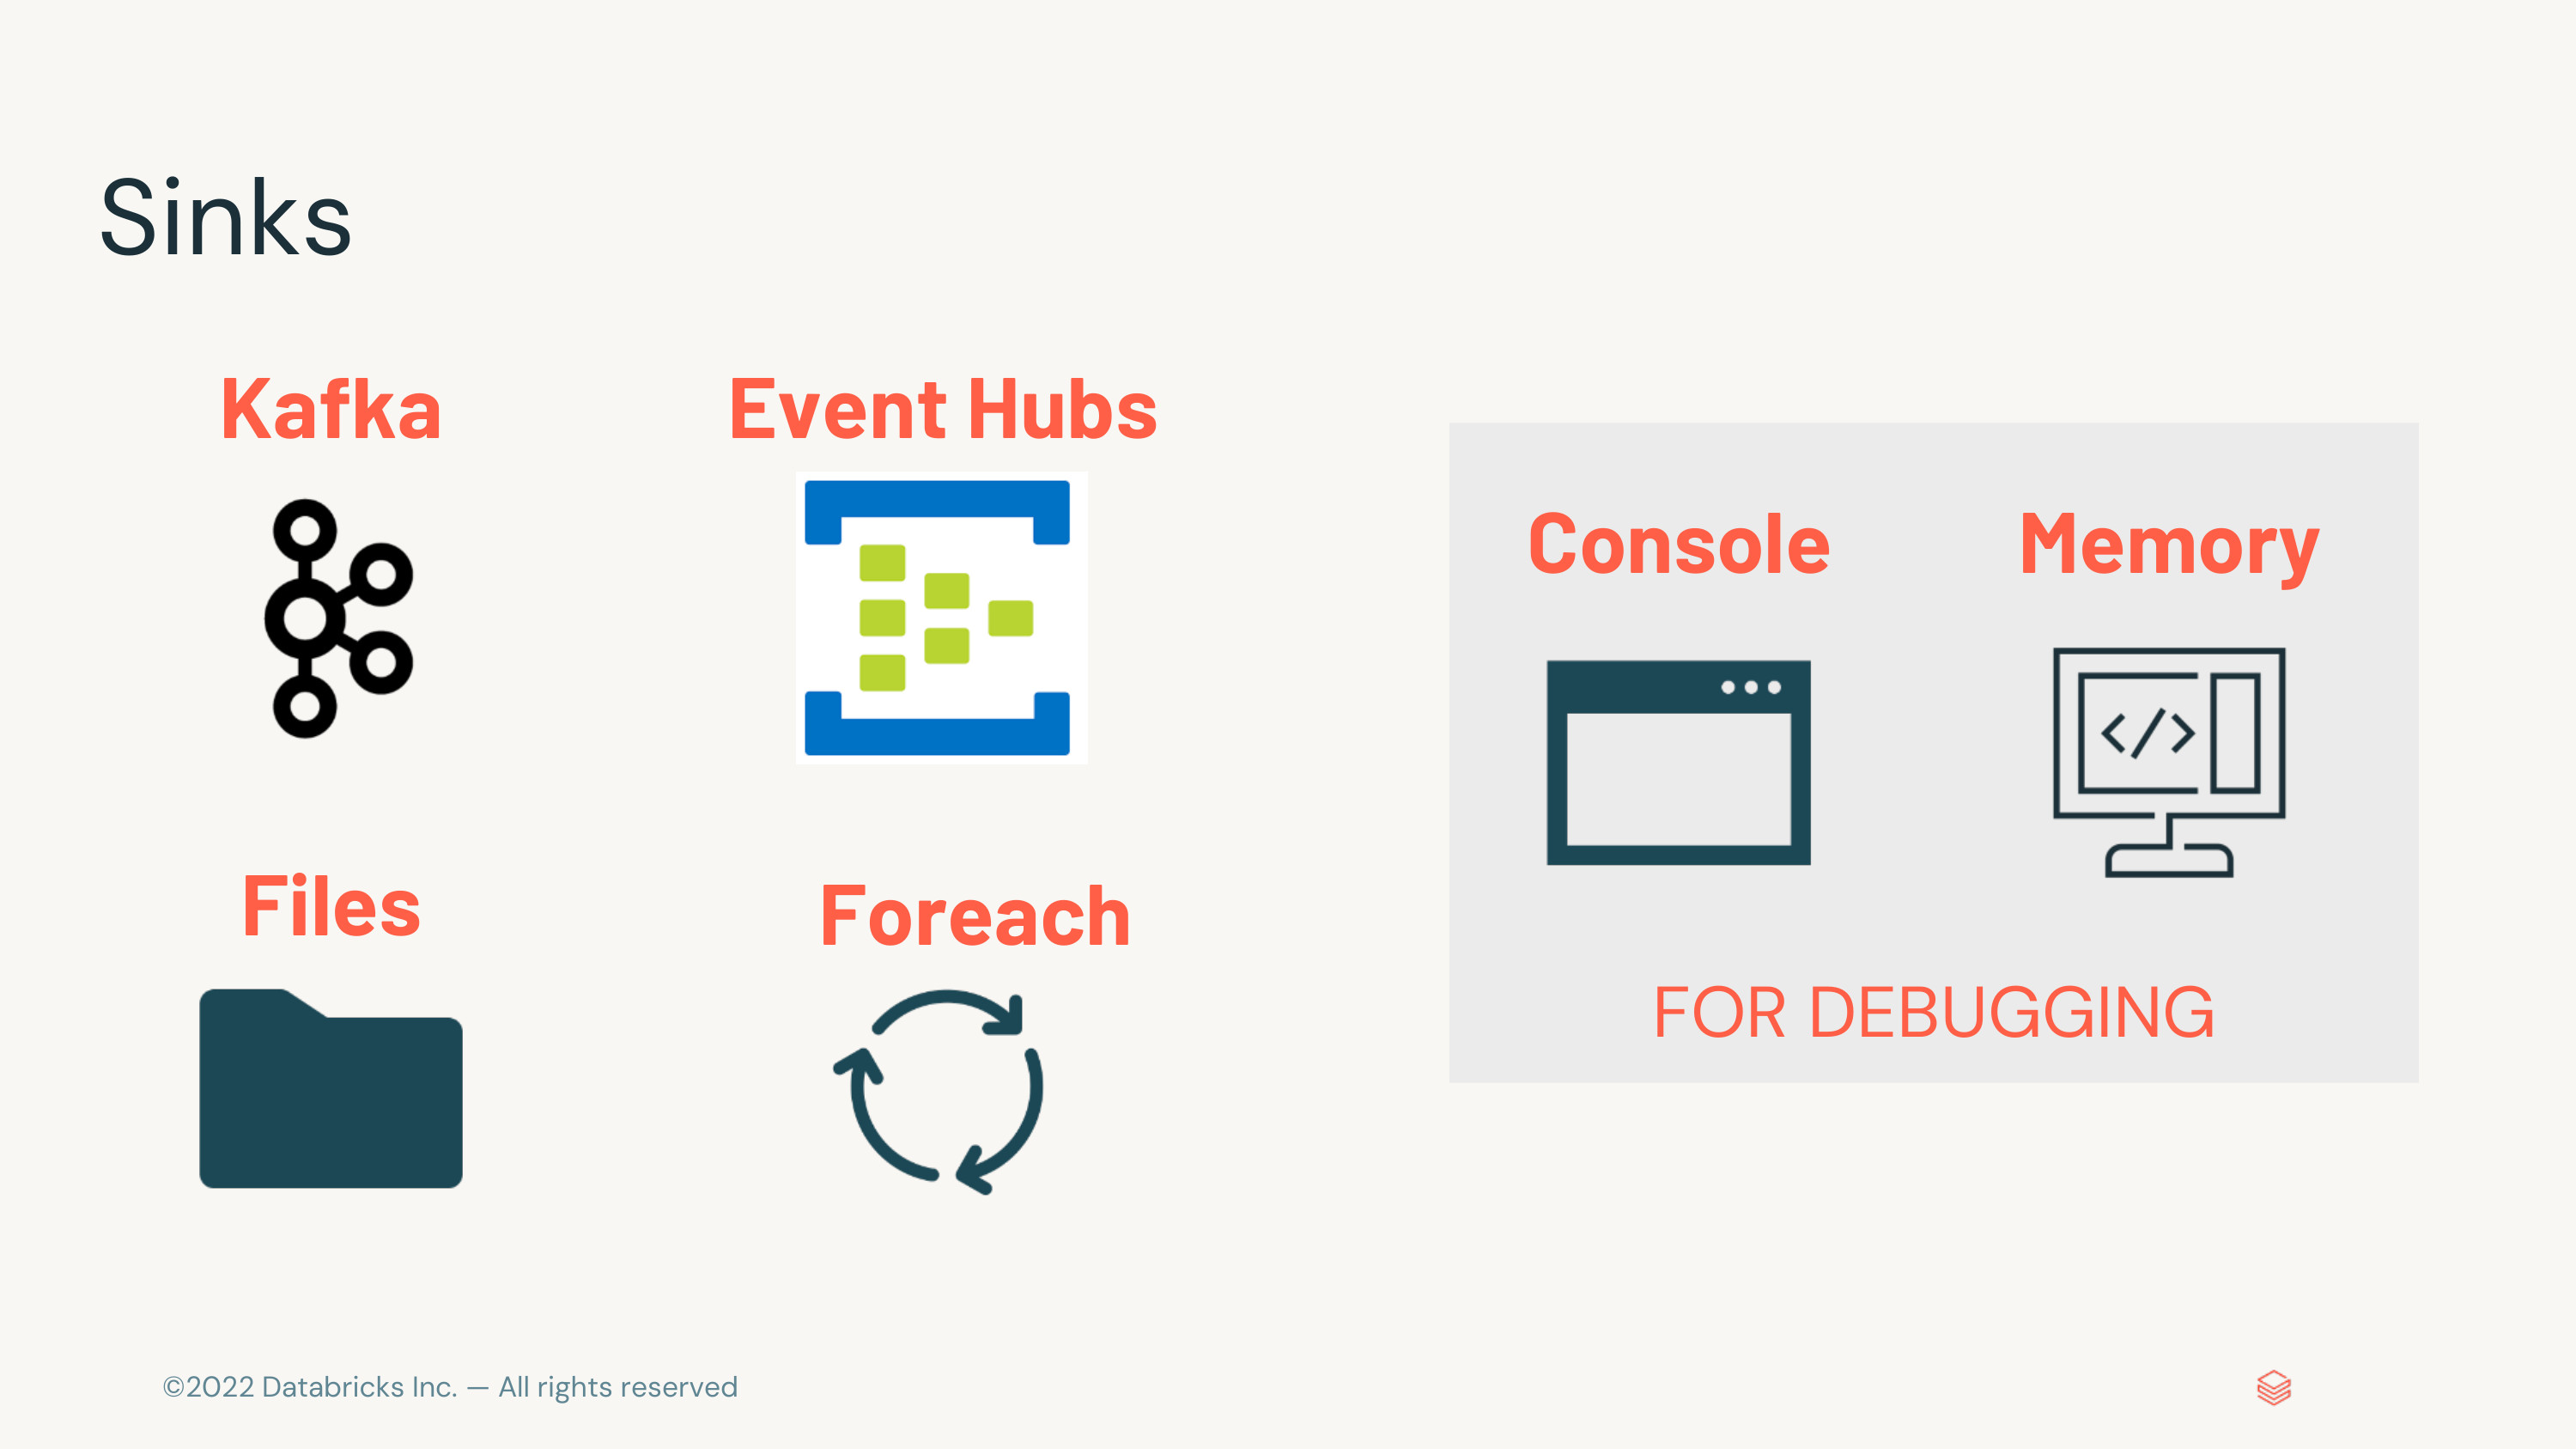 Sinks
Kafka
Event Hubs
Files
Foreach
Console
Memory
</>
FOR DEBUGGING
©2022 Databricks Inc. — All rights reserved